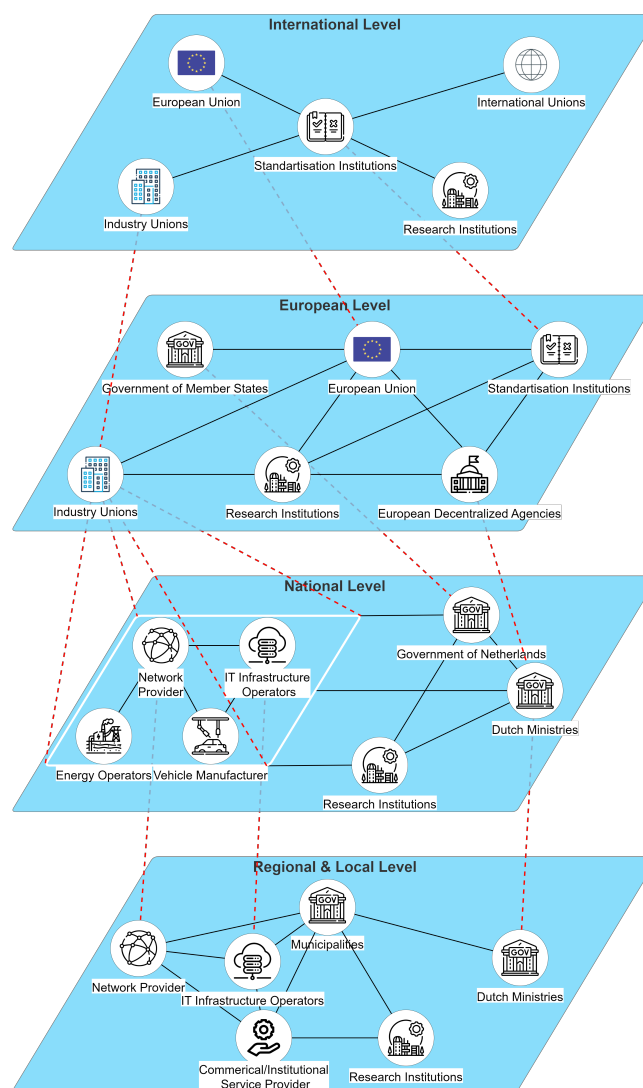 International Level
European Union
International Unions
Standartisation Institutions
Industry Unions
Research Institutions
European Level
GOV
Government of Member States
European Union
Standartisation Institutions
Industry Unions
Research Institutions
European Decentralized Agencies
National Level
GOV
Government of Netherlands
Network
Provider
IT Infrastructure
Operators
GOV
Dutch Ministries
Energy Operators
Vehicle Manufacturer
Research Institutions
Regional & Local Level
GOV
Municipalities
Network Provider
IT Infrastructure Operators
GOV
Dutch Ministries
Commerical/Institutional
Service Provider
Research Institutions